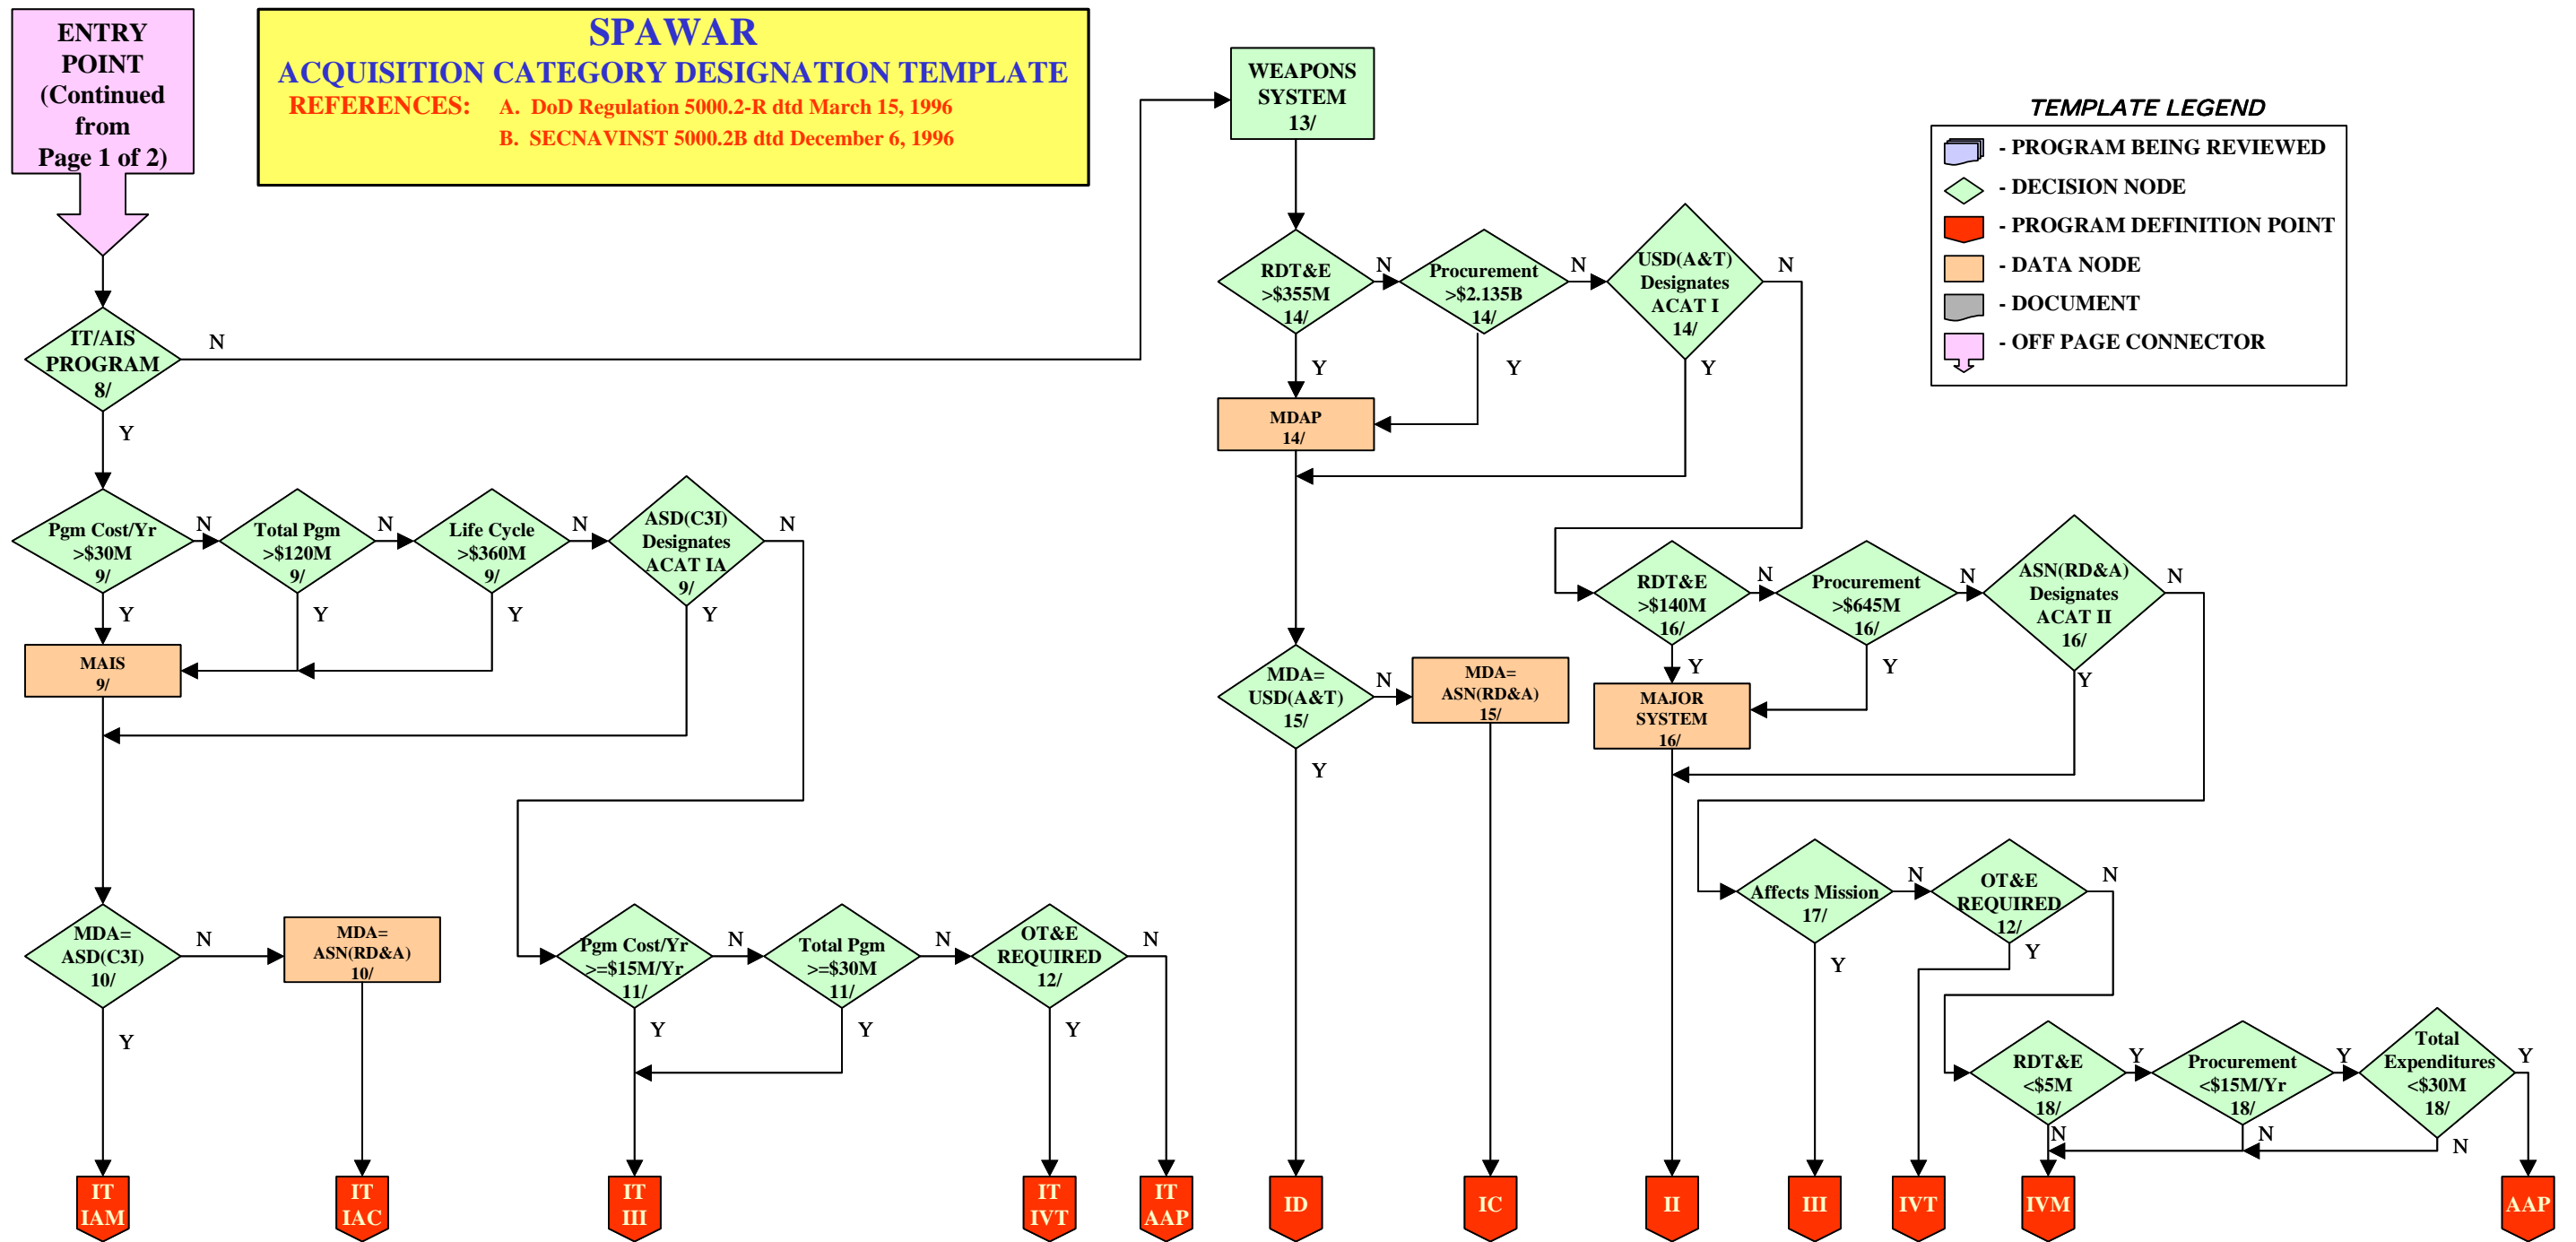 ENTRY
POINT
(Continued
from
Page 1 of 2)
SPAWAR
ACQUISITION CATEGORY DESIGNATION TEMPLATE
REFERENCES: A. DoD Regulation 5000.2-R dtd March 15, 1996
B. SECNAVINST 5000.2B dtd December 6, 1996
WEAPONS
SYSTEM
13/
TEMPLATE LEGEND
- PROGRAM BEING REVIEWED
- DECISION NODE
- PROGRAM DEFINITION POINT
- DATA NODE
- DOCUMENT
- OFF PAGE CONNECTOR
IT/AIS
PROGRAM
8/
N
Y
RDT&E
>$355M
14/
N
Y
Procurement
>$2.135B
14/
N
Y
USD(A&T)
Designates
ACAT I
14/
N
Y
MDAP
14/
Pgm Cost/Yr
>$30M
9/
N
Y
Total Pgm
>$120M
9/
N
Y
Life Cycle
>$360M
9/
N
Y
ASD(C3I)
Designates
ACAT IA
9/
N
Y
MAIS
9/
RDT&E
>$140M
16/
N
Y
Procurement
>$645M
16/
N
Y
ASN(RD&A)
Designates
ACAT II
16/
N
Y
MDA=
USD(A&T)
15/
N
Y
MDA=
ASN(RD&A)
15/
MAJOR
SYSTEM
16/
MDA=
ASD(C3I)
10/
N
Y
MDA=
ASN(RD&A)
10/
Pgm Cost/Yr
>=$15M/Yr
11/
N
Y
Total Pgm
>=$30M
11/
N
Y
OT&E
REQUIRED
12/
N
Y
Affects Mission
17/
N
Y
OT&E
REQUIRED
12/
N
Y
RDT&E
<$5M
18/
Y
N
Procurement
<$15M/Yr
18/
Y
N
Total
Expenditures
<$30M
18/
Y
N
IT
IAM
IT
IAC
IT
III
IT
IVT
IT
AAP
ID
IC
II
III
IVT
IVM
AAP